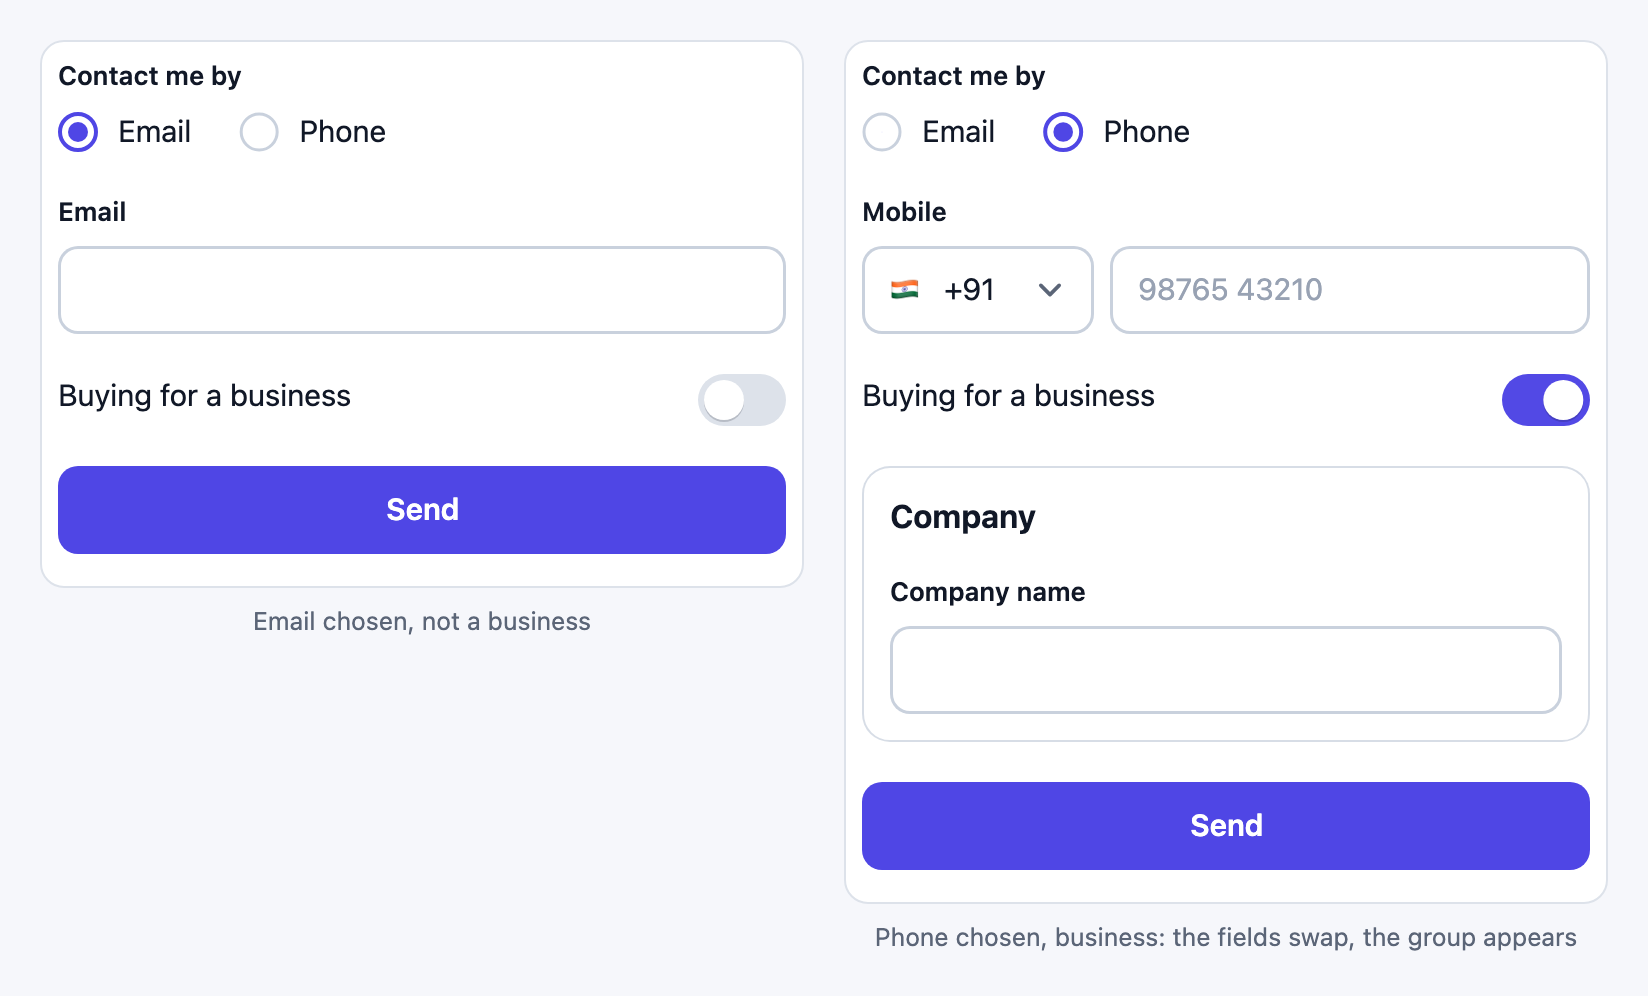 Contact me by
Email
Phone
Email
Buying for a business
Send
Email chosen, not a business
Contact me by
Email
Phone
Mobile
+91
98765 43210
Buying for a business
Company
Company name
Send
Phone chosen, business: the fields swap, the group appears